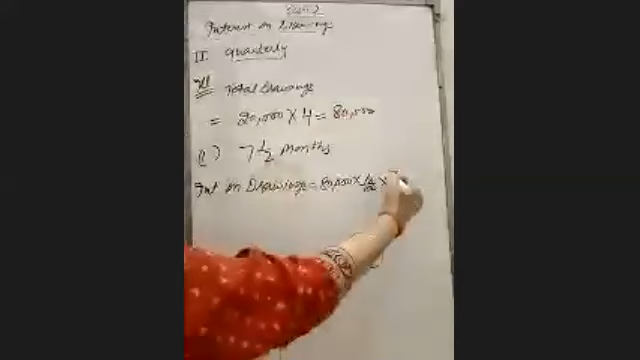 Interest on Drawings
II Quarterly
XI Total Drawings
= 20,000 × 4 = 80,000
7 1/2 months
Int on Drawings = 80,000 ×